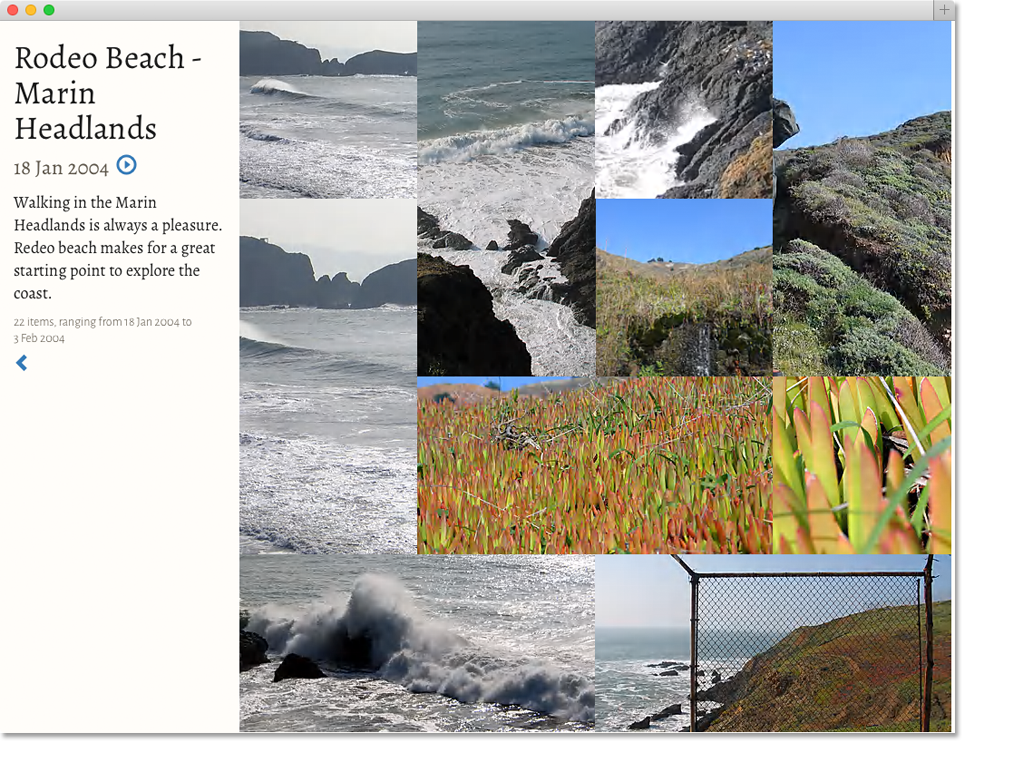 Rodeo Beach -
Marin
Headlands
18 Jan 2004
Walking in the Marin
Headlands is always a pleasure.
Redeo beach makes for a great
starting point to explore the
coast.
22 items, ranging from 18 Jan 2004 to
3 Feb 2004